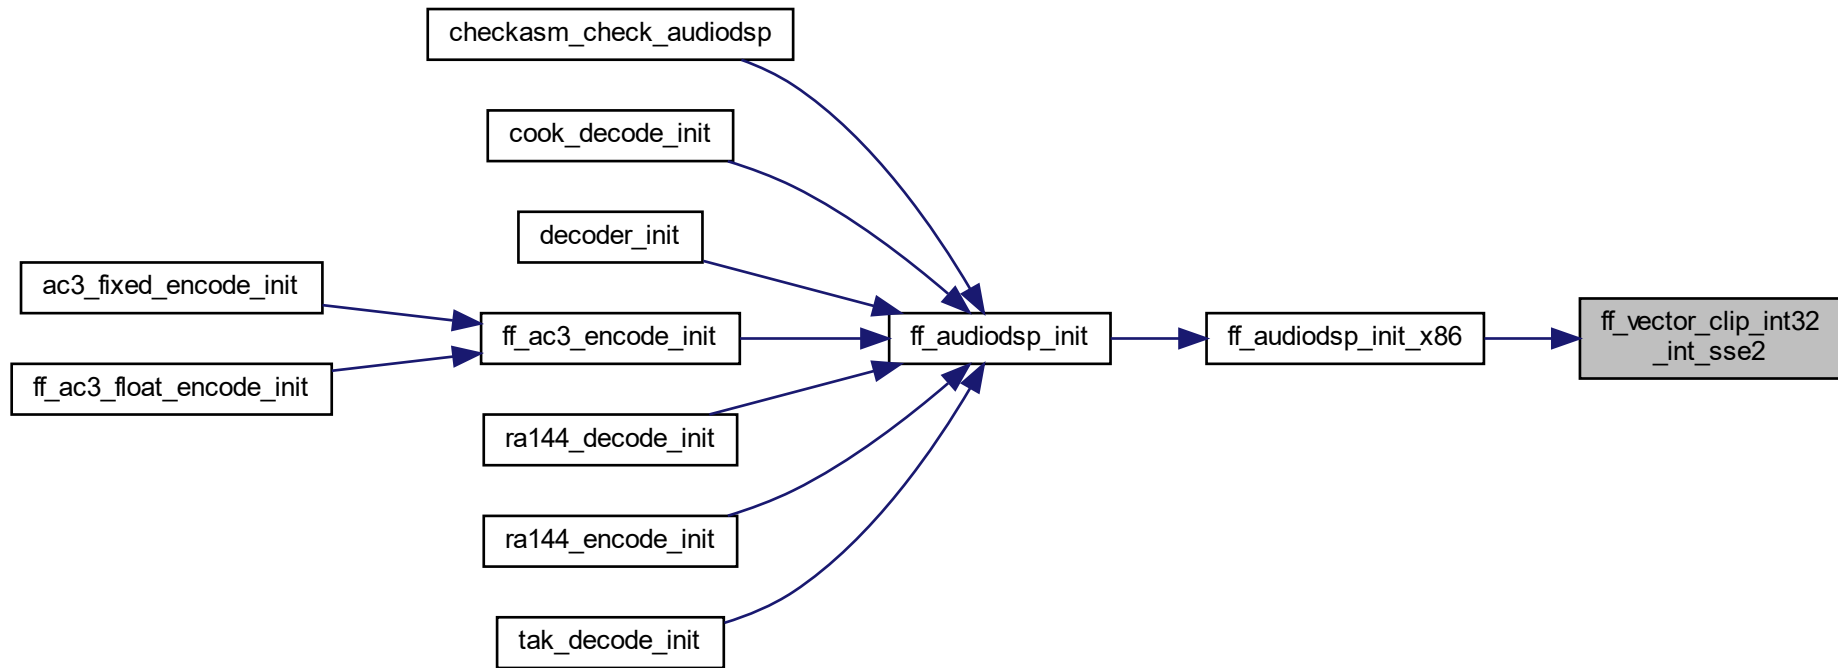 checkasm_check_audiodsp
cook_decode_init
decoder_init
ac3_fixed_encode_init
ff_ac3_encode_init
ff_audiodsp_init
ff_audiodsp_init_x86
ff_vector_clip_int32
_int_sse2
ff_ac3_float_encode_init
ra144_decode_init
ra144_encode_init
tak_decode_init